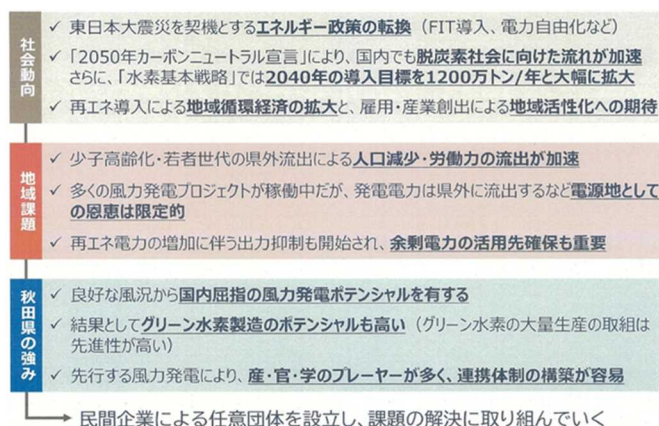 社会動向
✓ 東日本大震災を契機とするエネルギー政策の転換（FIT導入、電力自由化など）
✓ 「2050年カーボンニュートラル宣言」により、国内でも脱炭素社会に向けた流れが加速
さらに、「水素基本戦略」では2040年の導入目標を1200万トン/年と大幅に拡大
✓ 再エネ導入による地域循環経済の拡大と、雇用・産業創出による地域活性化への期待
地域課題
✓ 少子高齢化・若者世代の県外流出による人口減少・労働力の流出が加速
✓ 多くの風力発電プロジェクトが稼働中だが、発電電力は県外に流出するなど電源地として
の恩恵は限定的
✓ 再エネ電力の増加に伴う出力抑制も開始され、余剰電力の活用先確保も重要
秋田県の強み
✓ 良好な風況から国内屈指の風力発電ポテンシャルを有する
✓ 結果としてグリーン水素製造のポテンシャルも高い（グリーン水素の大量生産の取組は
先進性が高い）
✓ 先行する風力発電により、産・官・学のプレーヤーが多く、連携体制の構築が容易
民間企業による任意団体を設立し、課題の解決に取り組んでいく